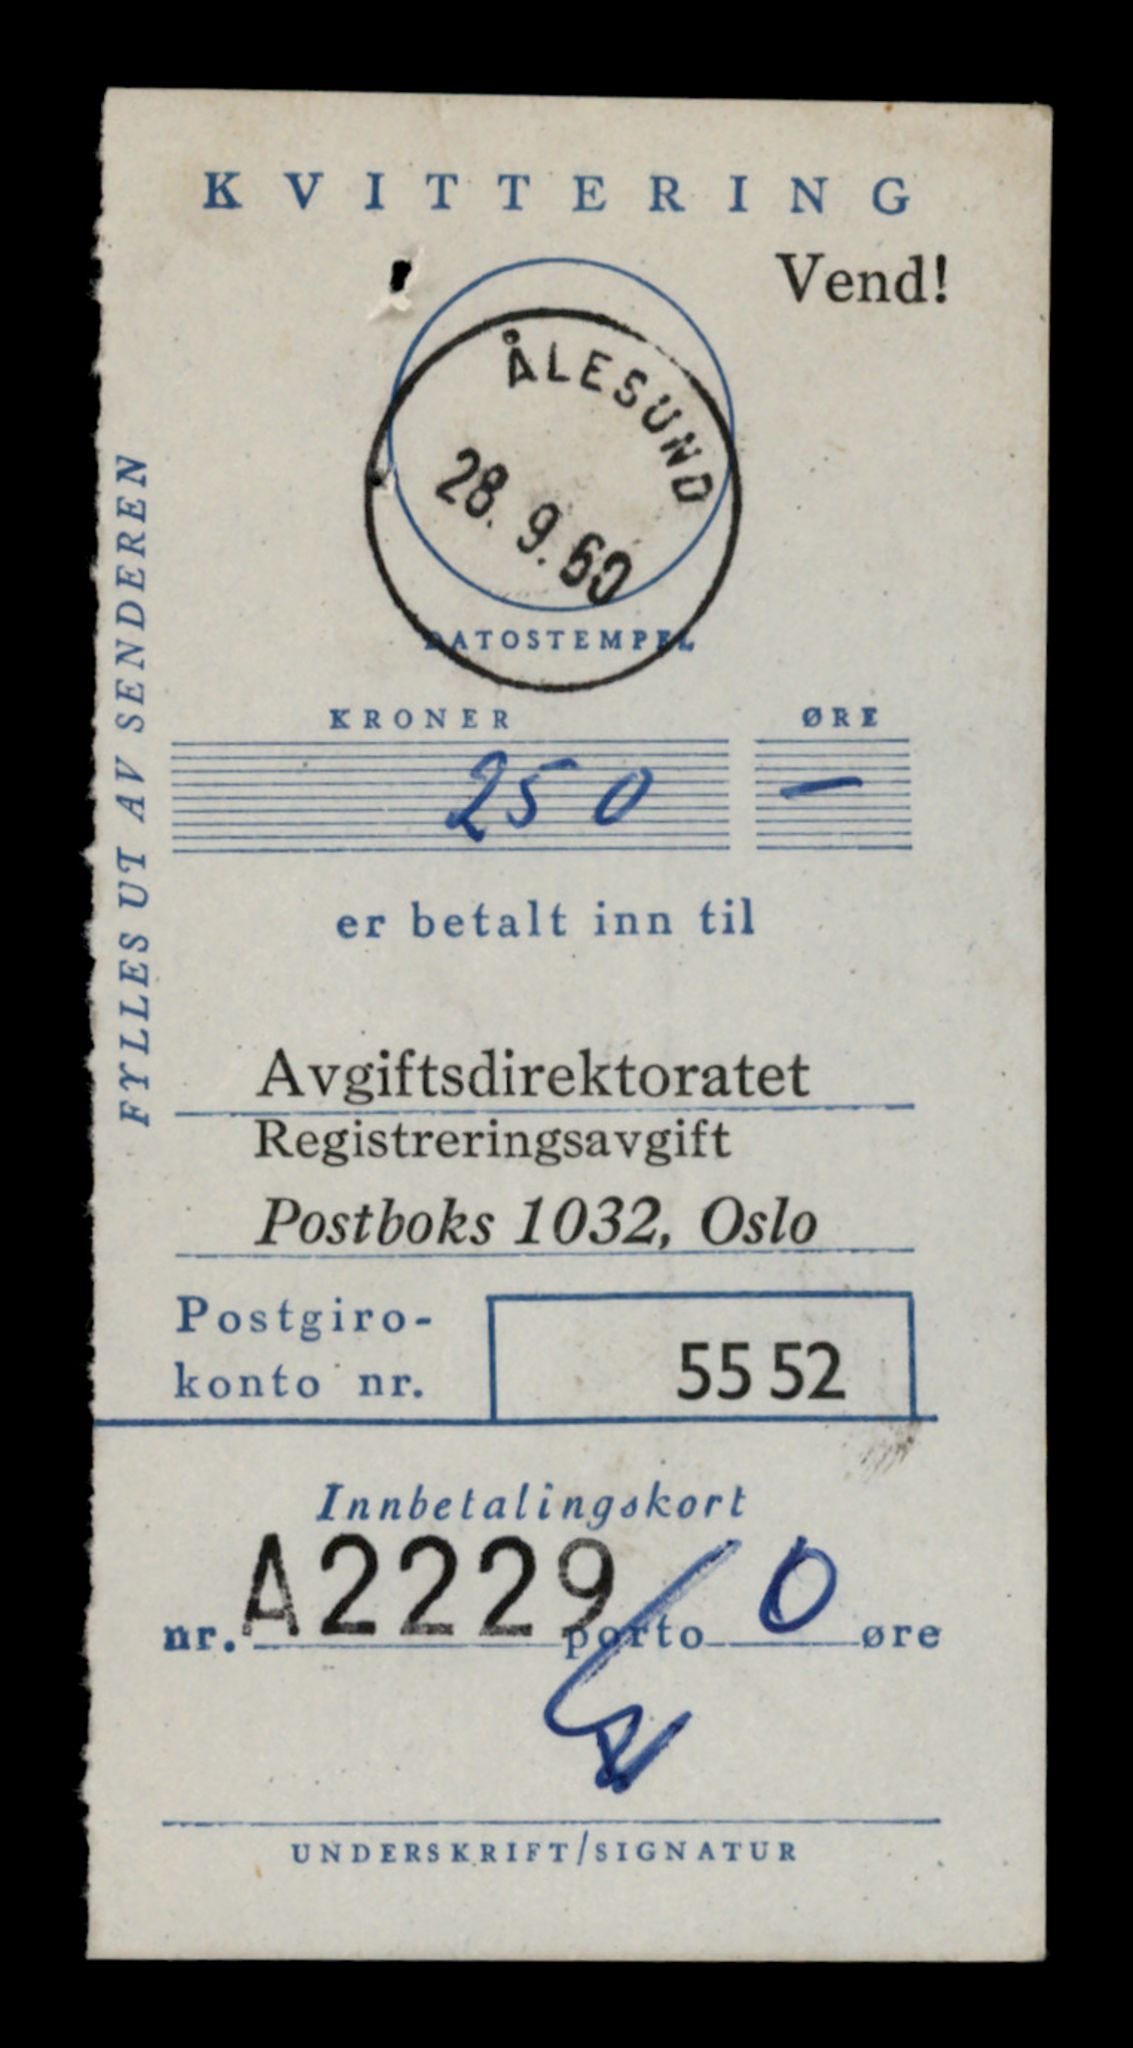 KVITTERING
Vend!
ÅLESUND
28. 9. 60
DATOSTEMPEL
FYLLES UT AV SENDEREN
KRONER ØRE
250 —
er betalt inn til
Avgiftsdirektoratet
Registreringsavgift
Postboks 1032, Oslo
Postgiro-
konto nr. 55 52
Innbetalingskort
nr. A2229 porto 0 øre
UNDERSKRIFT/SIGNATUR